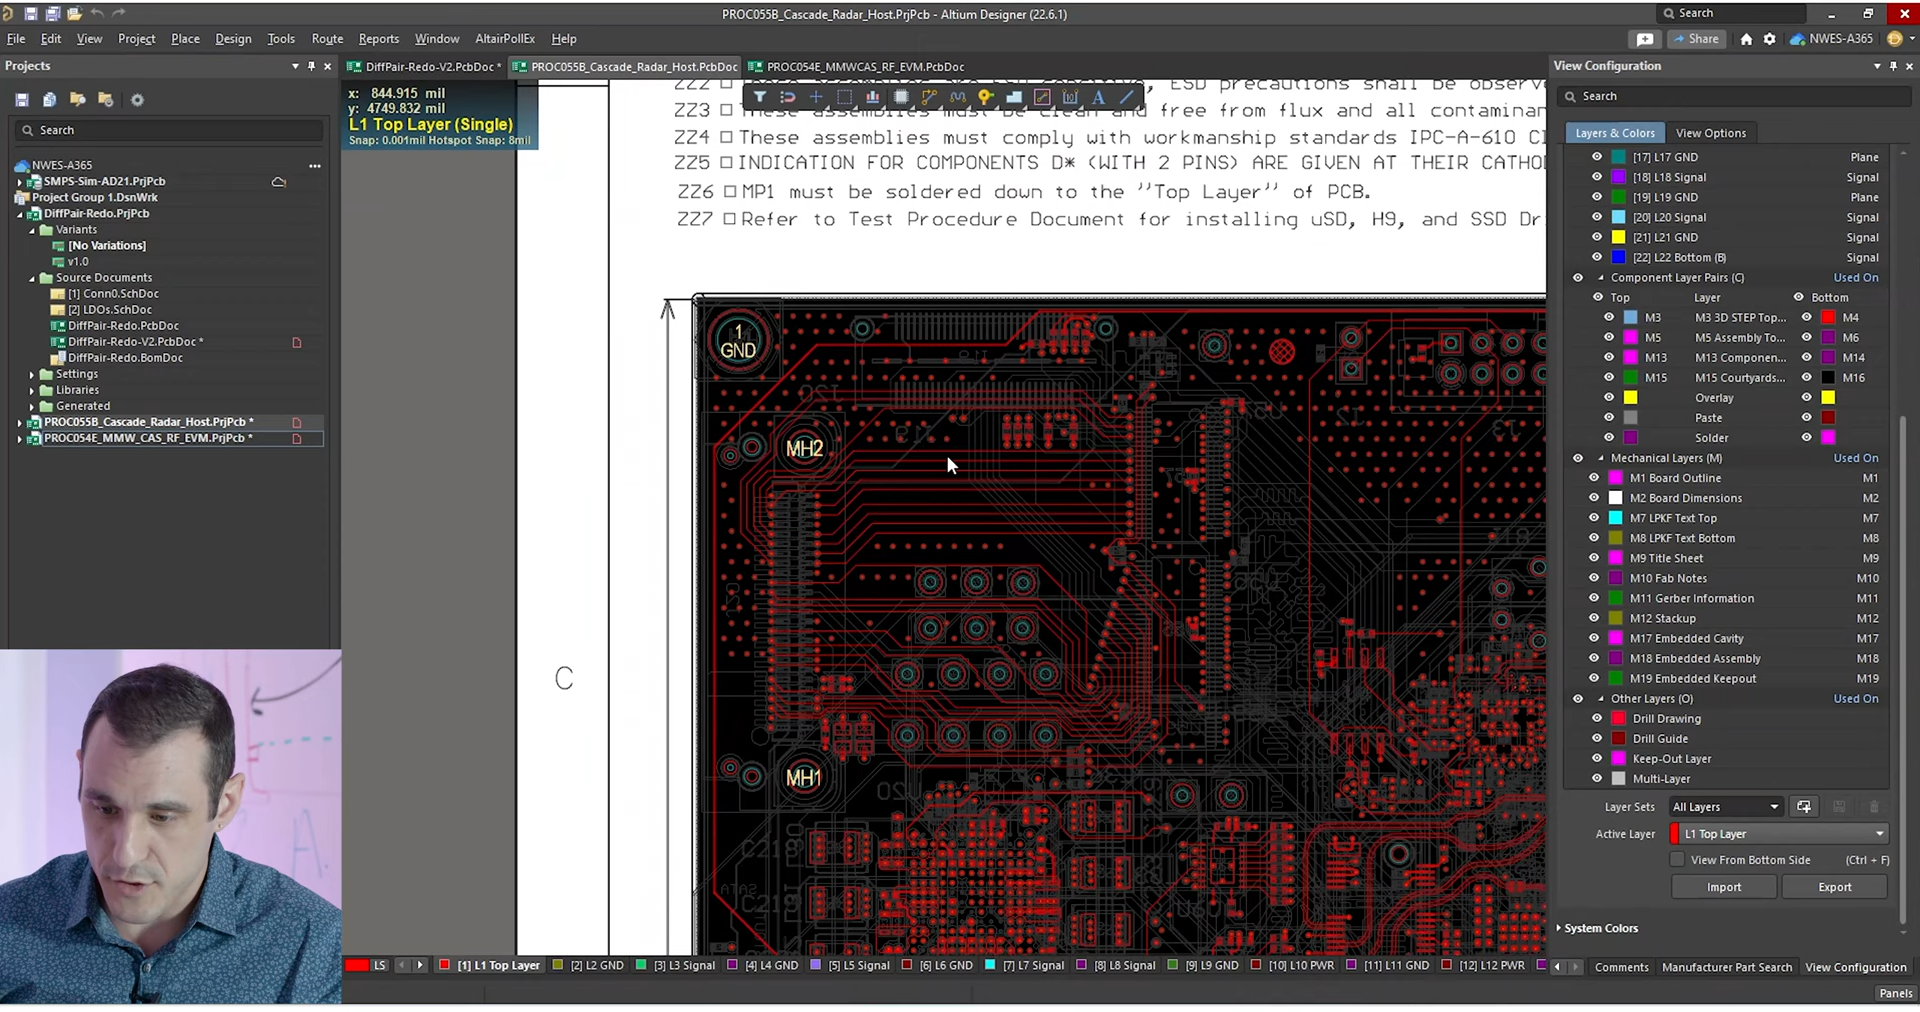 PROC055B_Cascade_Radar_Host.PrjPcb - Altium Designer (22.6.1)
Search
File Edit View Project Place Design Tools Route Reports Window AltairPollEx Help
Share
NWES-A365
Projects
DiffPair-Redo-V2.PcbDoc *
PROC055B_Cascade_Radar_Host.PcbDoc
PROC054E_MMWCAS_RF_EVM.PcbDoc
View Configuration
x: 844.915 mil
y: 4749.832 mil
L1 Top Layer (Single)
Snap: 0.001mil Hotspot Snap: 8mil
Search
NWES-A365
SMPS-Sim-AD21.PrjPcb
Project Group 1.DsnWrk
DiffPair-Redo.PrjPcb
Variants
[No Variations]
v1.0
Source Documents
[1] Conn0.SchDoc
[2] LDOs.SchDoc
DiffPair-Redo.PcbDoc
DiffPair-Redo-V2.PcbDoc *
DiffPair-Redo.BomDoc
Settings
Libraries
Generated
PROC055B_Cascade_Radar_Host.PrjPcb *
PROC054E_MMW_CAS_RF_EVM.PrjPcb *
ESD precautions shall be observe
ZZ3 These assemblies must be clean and free from flux and all contaminan
ZZ4 These assemblies must comply with workmanship standards IPC-A-610 Cl
ZZ5 INDICATION FOR COMPONENTS D* (WITH 2 PINS) ARE GIVEN AT THEIR CATHO
ZZ6 MP1 must be soldered down to the "Top Layer" of PCB.
ZZ7 Refer to Test Procedure Document for installing uSD, H9, and SSD Dri
1
GND
MH2
MH1
C
Search
Layers & Colors View Options
[17] L17 GND Plane
[18] L18 Signal Signal
[19] L19 GND Plane
[20] L20 Signal Signal
[21] L21 GND Signal
[22] L22 Bottom (B) Signal
Component Layer Pairs (C) Used On
Top Layer Bottom
M3 M3 3D STEP Top... M4
M5 M5 Assembly To... M6
M13 M13 Componen... M14
M15 M15 Courtyards... M16
Overlay
Paste
Solder
Mechanical Layers (M) Used On
M1 Board Outline M1
M2 Board Dimensions M2
M7 LPKF Text Top M7
M8 LPKF Text Bottom M8
M9 Title Sheet M9
M10 Fab Notes M10
M11 Gerber Information M11
M12 Stackup M12
M17 Embedded Cavity M17
M18 Embedded Assembly M18
M19 Embedded Keepout M19
Other Layers (O) Used On
Drill Drawing
Drill Guide
Keep-Out Layer
Multi-Layer
Layer Sets All Layers
Active Layer L1 Top Layer
View From Bottom Side (Ctrl + F)
Import Export
System Colors
LS [1] L1 Top Layer [2] L2 GND [3] L3 Signal [4] L4 GND [5] L5 Signal [6] L6 GND [7] L7 Signal [8] L8 Signal [9] L9 GND [10] L10 PWR [11] L11 GND [12] L12 PWR
Comments Manufacturer Part Search View Configuration
Panels